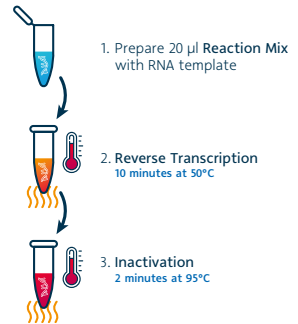 1. Prepare 20 µl Reaction Mix
with RNA template
2. Reverse Transcription
10 minutes at 50°C
3. Inactivation
2 minutes at 95°C